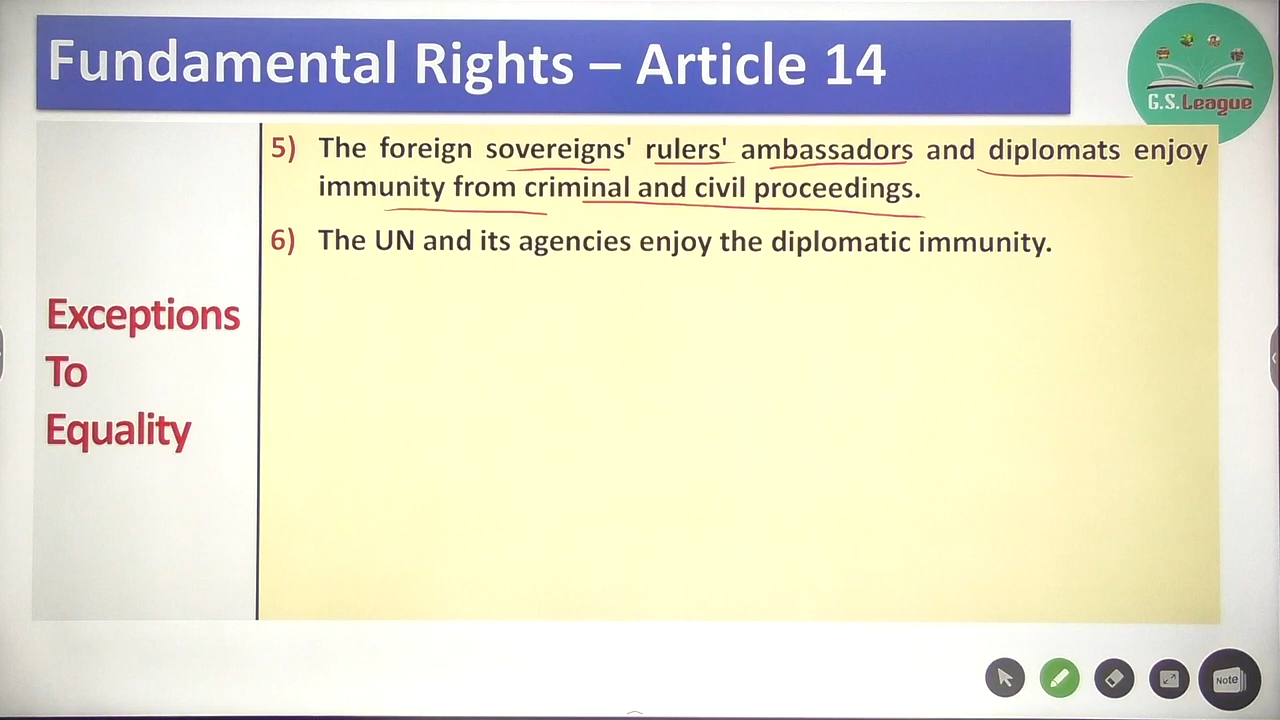 Fundamental Rights – Article 14
G.S.League
5) The foreign sovereigns' rulers' ambassadors and diplomats enjoy
immunity from criminal and civil proceedings.
6) The UN and its agencies enjoy the diplomatic immunity.
Exceptions
To
Equality
Note